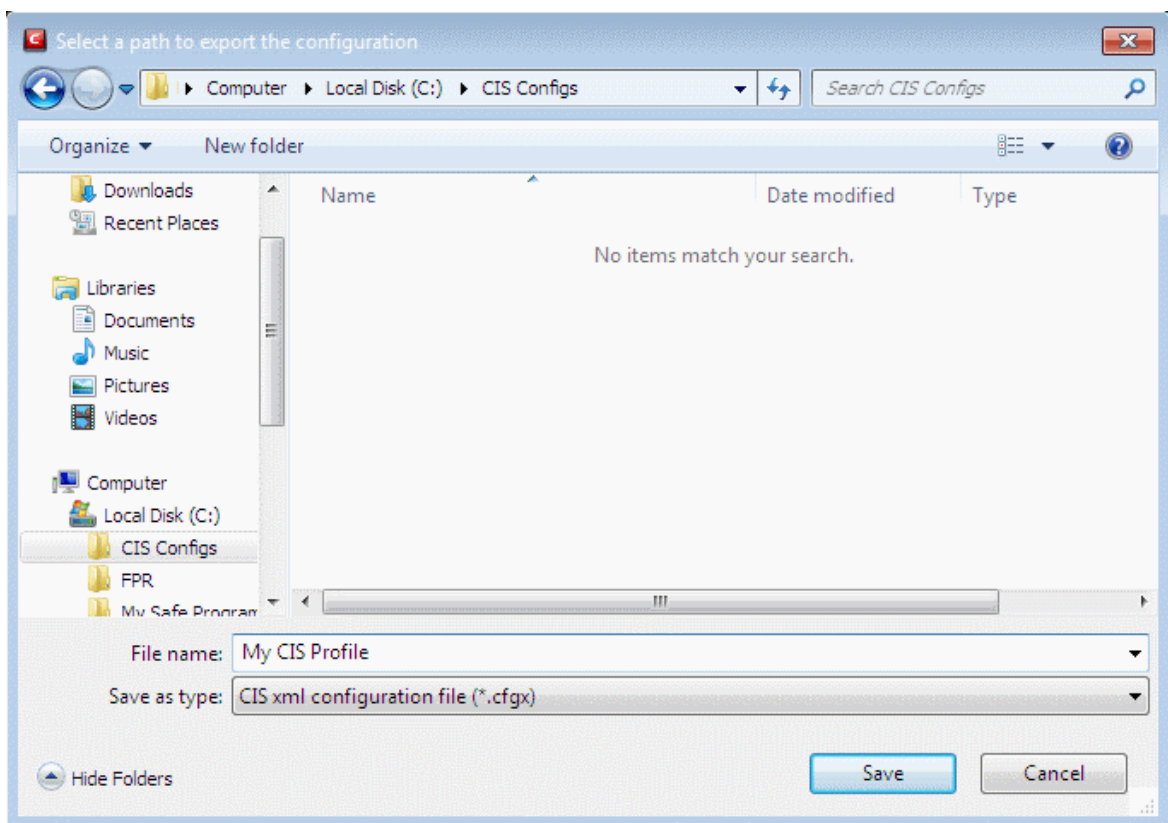 Select a path to export the configuration
Computer Local Disk (C:) CIS Configs Search CIS Configs
Organize New folder
Downloads
Recent Places
Libraries
Documents
Music
Pictures
Videos
Computer
Local Disk (C:)
CIS Configs
FPR
My Safe Program
Name Date modified Type
No items match your search.
File name: My CIS Profile
Save as type: CIS xml configuration file (*.cfgx)
Hide Folders Save Cancel